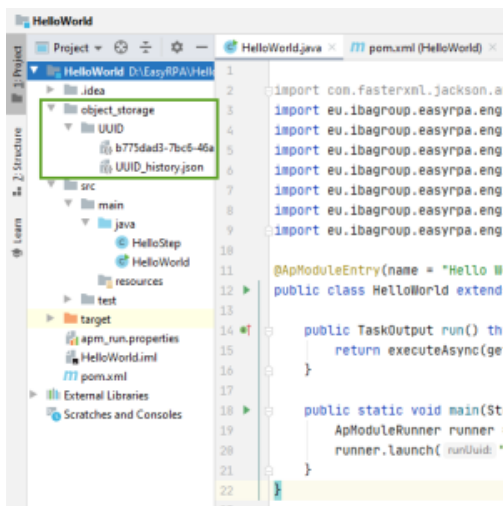 HelloWorld
Project
HelloWorld.java
pom.xml (HelloWorld)
1: Project
2: Structure
Learn
HelloWorld D:\EasyRPA\Hell
.idea
object_storage
UUID
b775dad3-7bc6-46a
UUID_history.json
src
main
java
HelloStep
HelloWorld
resources
test
target
apm_run.properties
HelloWorld.iml
pom.xml
External Libraries
Scratches and Consoles
1
2 import com.fasterxml.jackson.a
3 import eu.ibagroup.easyrpa.eng
4 import eu.ibagroup.easyrpa.eng
5 import eu.ibagroup.easyrpa.eng
6 import eu.ibagroup.easyrpa.eng
7 import eu.ibagroup.easyrpa.eng
8 import eu.ibagroup.easyrpa.eng
9 import eu.ibagroup.easyrpa.eng
10
11 @ApModuleEntry(name = "Hello W
12 public class HelloWorld extend
13
14 public TaskOutput run() th
15 return executeAsync(ge
16 }
17
18 public static void main(St
19 ApModuleRunner runner
20 runner.launch( runUuid: "
21 }
22 }